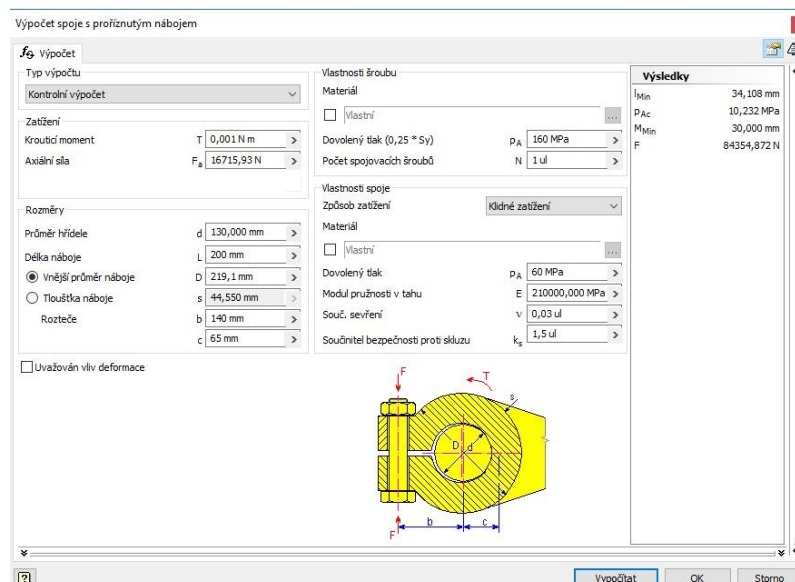 Výpočet spoje s proříznutým nábojem
fG Výpočet
Typ výpočtu
Kontrolní výpočet
Zatížení
Krouticí moment T 0,001 N m >
Axiální síla Fa 16715,93 N >
Rozměry
Průměr hřídele d 130,000 mm >
Délka náboje L 200 mm >
Vnější průměr náboje D 219,1 mm >
Tloušťka náboje s 44,550 mm >
Rozteče b 140 mm >
c 65 mm >
Uvažován vliv deformace
Vlastnosti šroubu
Materiál
Vlastní ...
Dovolený tlak (0,25 * Sy) pA 160 MPa >
Počet spojovacích šroubů N 1 ul >
Vlastnosti spoje
Způsob zatížení Klidné zatížení
Materiál
Vlastní ...
Dovolený tlak pA 60 MPa >
Modul pružnosti v tahu E 210000,000 MPa >
Souč. sevření v 0,03 ul >
Součinitel bezpečnosti proti skluzu ks 1,5 ul >
F T
s
D d
b c
F
Výsledky
lMin 34,108 mm
pAc 10,232 MPa
MMin 30,000 mm
F 84354,872 N
? Vypočítat OK Storno